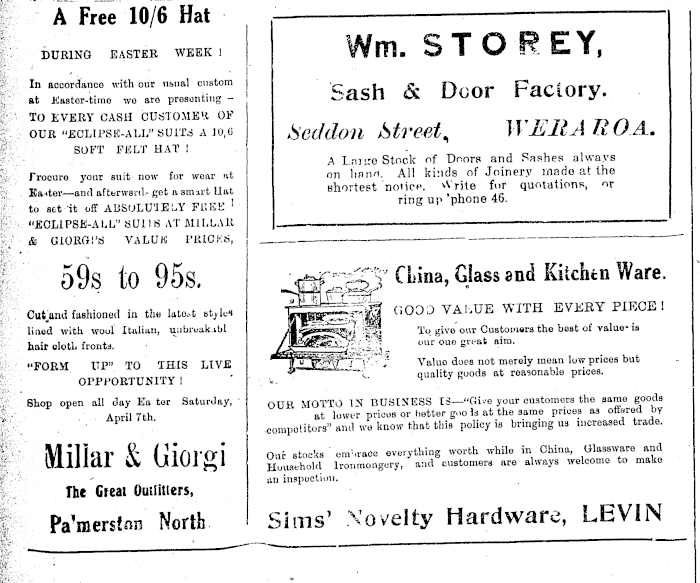 A Free 10/6 Hat
DURING EASTER WEEK !
In accordance with our usual custom
at Easter-time we are presenting –
TO EVERY CASH CUSTOMER OF
OUR "ECLIPSE-ALL" SUITS A 10,6
SOFT FELT HAT !
Procure your suit now for wear at
Easter—and afterwards get a smart Hat
to set it off ABSOLUTELY FREE !
"ECLIPSE-ALL" SUITS AT MILLAR
& GIORGI'S VALUE PRICES,
59s to 95s.
Cut and fashioned in the latest styles
lined with wool Italian, unbreakabl
hair cloth fronts.
"FORM UP" TO THIS LIVE
OPPPORTUNITY !
Shop open all day Ea ter Saturday,
April 7th.
Millar & Giorgi
The Great Outfitters,
Pa'merston North
Wm. STOREY,
Sash & Door Factory.
Seddon Street, WERAROA.
A Large Stock of Doors and Sashes always
on hand. All kinds of Joinery made at the
shortest notice. Write for quotations, or
ring up 'phone 46.
China, Glass and Kitchen Ware.
GOOD VALUE WITH EVERY PIECE !
To give our Customers the best of value is
our one great aim.
Value does not merely mean low prices but
quality goods at reasonable prices.
OUR MOTTO IN BUSINESS IS—"Give your customers the same goods
at lower prices or better goods at the same prices as offered by
competitors" and we know that this policy is bringing us increased trade.
Our stocks embrace everything worth while in China, Glassware and
Household Ironmongery, and customers are always welcome to make
an inspection.
Sims' Novelty Hardware, LEVIN